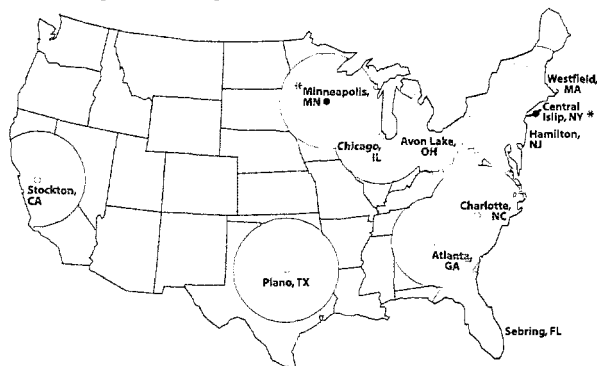 Westfield,
MA
Minneapolis,
MN
Central
Islip, NY *
Hamilton,
NJ
Chicago,
IL
Avon Lake,
OH
Stockton,
CA
Charlotte,
NC
Atlanta,
GA
Plano, TX
Sebring, FL